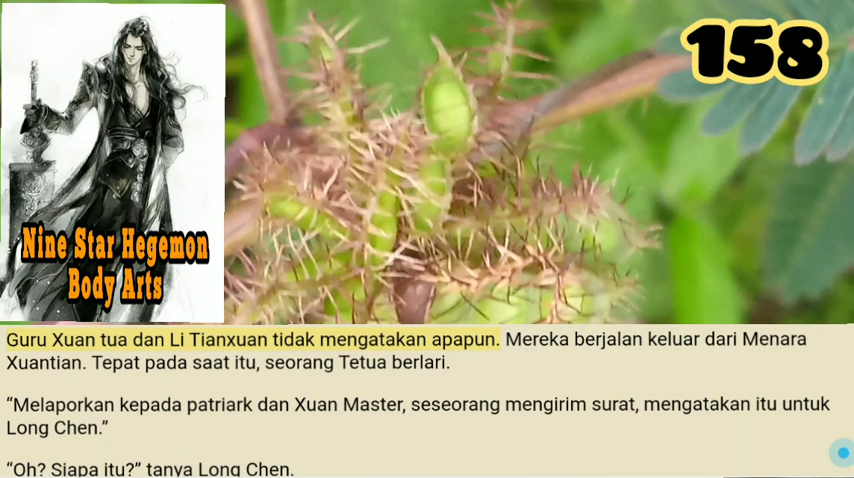 158
Nine Star Hegemon
Body Arts
Guru Xuan tua dan Li Tianxuan tidak mengatakan apapun. Mereka berjalan keluar dari Menara
Xuantian. Tepat pada saat itu, seorang Tetua berlari.
“Melaporkan kepada patriark dan Xuan Master, seseorang mengirim surat, mengatakan itu untuk
Long Chen.”
“Oh? Siapa itu?” tanya Long Chen.